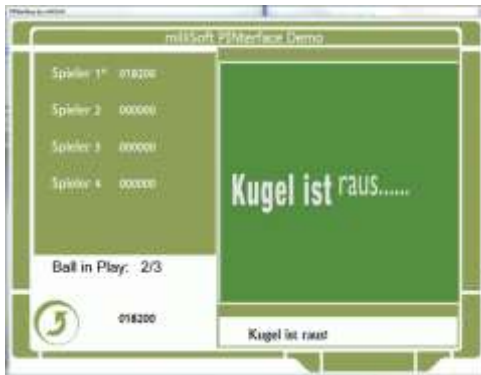 milliSoft PINterface Demo
Spieler 1* 018200
Spieler 2 000000
Spieler 3 000000
Spieler 4 000000
Kugel ist raus......
Ball in Play: 2/3
018200
Kugel ist raus!